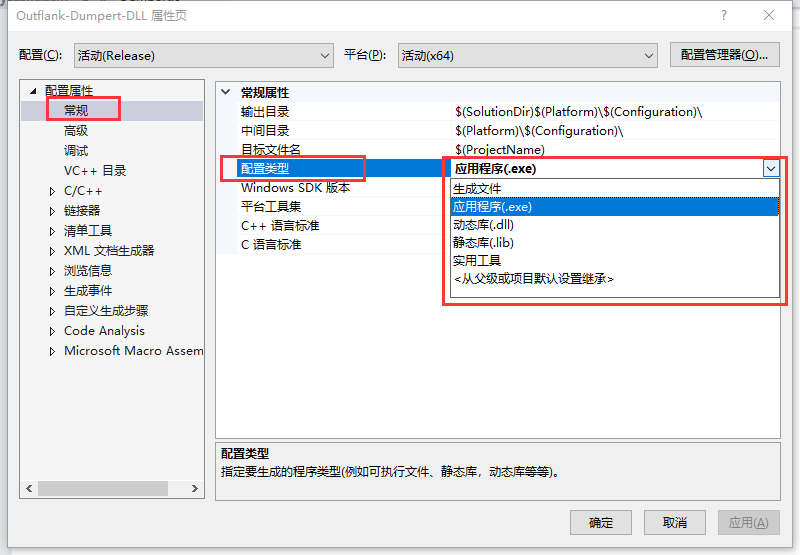 Outflank-Dumpert-DLL 属性页
配置(C): 活动(Release) 平台(P): 活动(x64) 配置管理器(O)...
配置属性
常规
高级
调试
VC++ 目录
C/C++
链接器
清单工具
XML 文档生成器
浏览信息
生成事件
自定义生成步骤
Code Analysis
Microsoft Macro Assem
常规属性
输出目录 $(SolutionDir)$(Platform)\$(Configuration)\
中间目录 $(Platform)\$(Configuration)\
目标文件名 $(ProjectName)
配置类型 应用程序(.exe)
Windows SDK 版本
平台工具集
C++ 语言标准
C 语言标准
生成文件
应用程序(.exe)
动态库(.dll)
静态库(.lib)
实用工具
<从父级或项目默认设置继承>
配置类型
指定要生成的程序类型(例如可执行文件、静态库，动态库等等)。
确定 取消 应用(A)